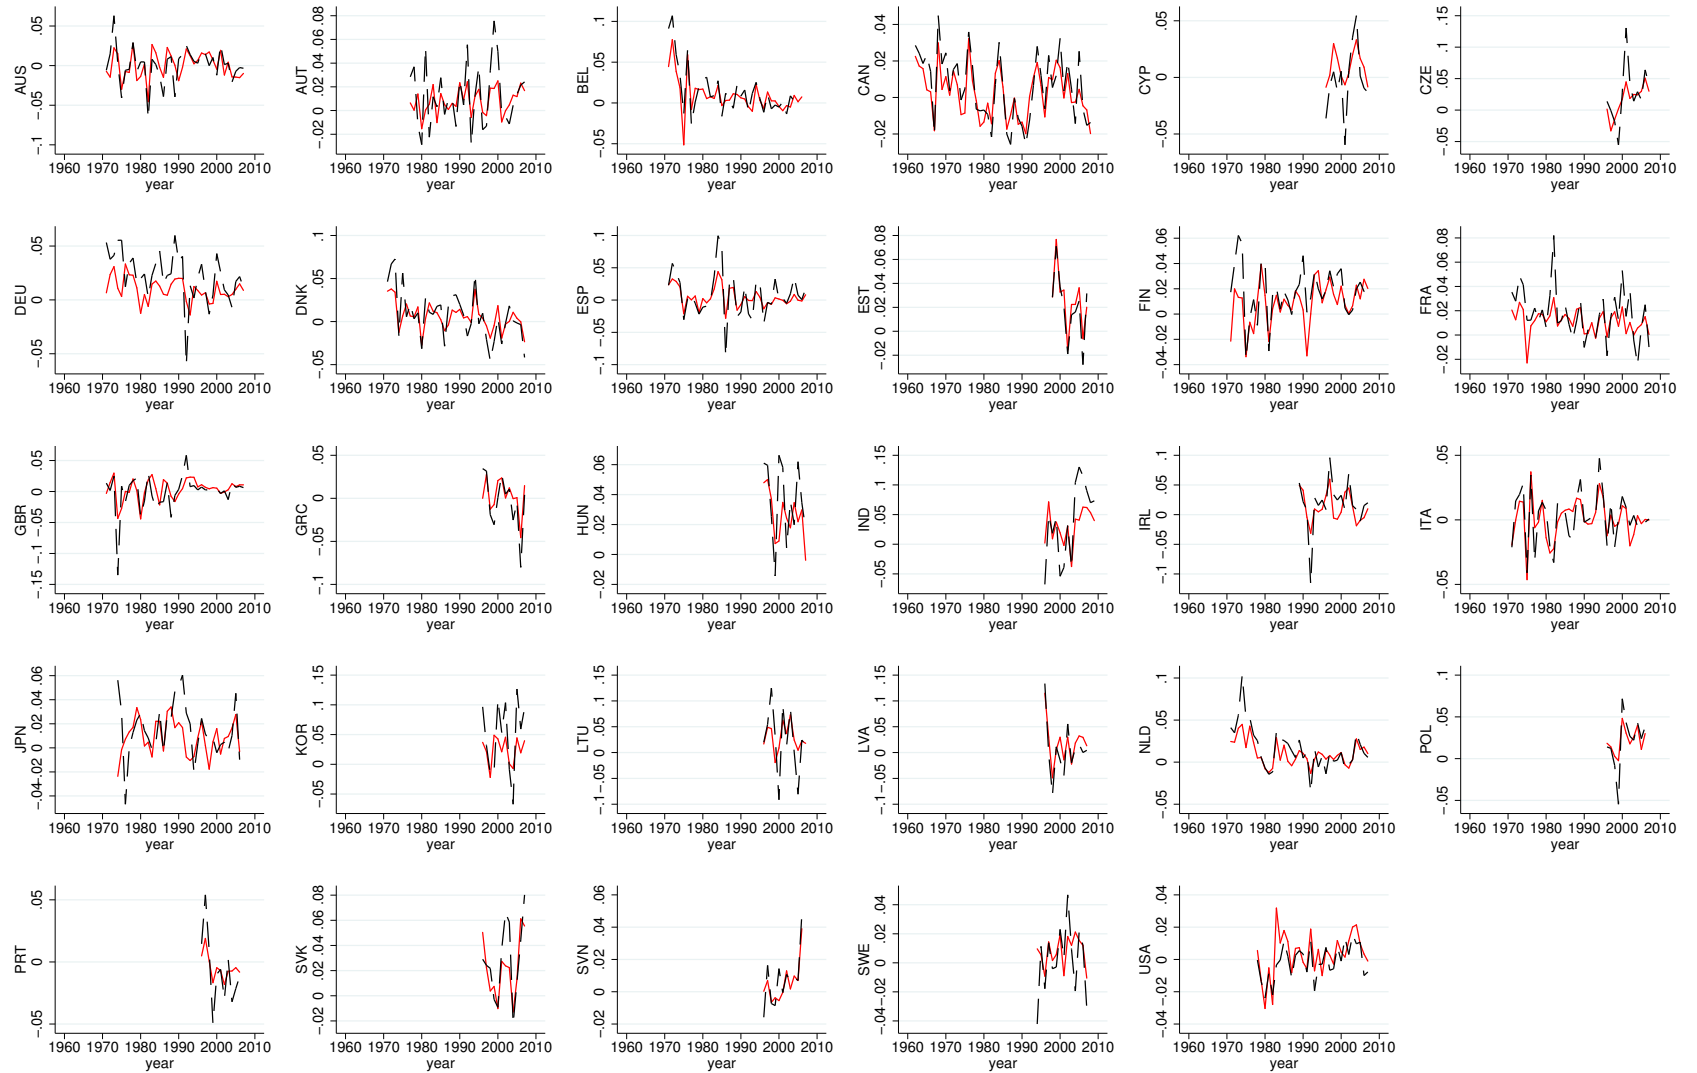 AUS
−.1 −.05 0 .05
1960 1970 1980 1990 2000 2010
year
AUT
−.02 0 .02 .04 .06 .08
1960 1970 1980 1990 2000 2010
year
BEL
−.05 0 .05 .1
1960 1970 1980 1990 2000 2010
year
CAN
−.02 0 .02 .04
1960 1970 1980 1990 2000 2010
year
CYP
−.05 0 .05
1960 1970 1980 1990 2000 2010
year
CZE
−.05 0 .05 .1 .15
1960 1970 1980 1990 2000 2010
year
DEU
−.05 0 .05
1960 1970 1980 1990 2000 2010
year
DNK
−.05 0 .05 .1
1960 1970 1980 1990 2000 2010
year
ESP
−.1 −.05 0 .05 .1
1960 1970 1980 1990 2000 2010
year
EST
−.02 0 .02 .04 .06 .08
1960 1970 1980 1990 2000 2010
year
FIN
−.04 −.02 0 .02 .04 .06
1960 1970 1980 1990 2000 2010
year
FRA
−.02 0 .02 .04 .06 .08
1960 1970 1980 1990 2000 2010
year
GBR
−.15 −.1 −.05 0 .05
1960 1970 1980 1990 2000 2010
year
GRC
−.1 −.05 0 .05
1960 1970 1980 1990 2000 2010
year
HUN
−.02 0 .02 .04 .06
1960 1970 1980 1990 2000 2010
year
IND
−.05 0 .05 .1 .15
1960 1970 1980 1990 2000 2010
year
IRL
−.1 −.05 0 .05 .1
1960 1970 1980 1990 2000 2010
year
ITA
−.05 0 .05
1960 1970 1980 1990 2000 2010
year
JPN
−.04 −.02 0 .02 .04 .06
1960 1970 1980 1990 2000 2010
year
KOR
−.05 0 .05 .1 .15
1960 1970 1980 1990 2000 2010
year
LTU
−.1 −.05 0 .05 .1 .15
1960 1970 1980 1990 2000 2010
year
LVA
−.1 −.05 0 .05 .1 .15
1960 1970 1980 1990 2000 2010
year
NLD
−.05 0 .05 .1
1960 1970 1980 1990 2000 2010
year
POL
−.05 0 .05 .1
1960 1970 1980 1990 2000 2010
year
PRT
−.05 0 .05
1960 1970 1980 1990 2000 2010
year
SVK
−.02 0 .02 .04 .06 .08
1960 1970 1980 1990 2000 2010
year
SVN
−.02 0 .02 .04 .06
1960 1970 1980 1990 2000 2010
year
SWE
−.04 −.02 0 .02 .04
1960 1970 1980 1990 2000 2010
year
USA
−.04 −.02 0 .02 .04
1960 1970 1980 1990 2000 2010
year